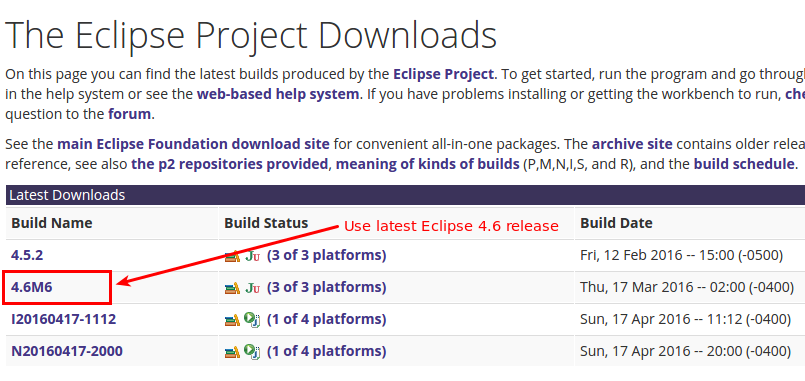 The Eclipse Project Downloads
On this page you can find the latest builds produced by the Eclipse Project. To get started, run the program and go through
in the help system or see the web-based help system. If you have problems installing or getting the workbench to run, che
question to the forum.
See the main Eclipse Foundation download site for convenient all-in-one packages. The archive site contains older relea
reference, see also the p2 repositories provided, meaning of kinds of builds (P,M,N,I,S, and R), and the build schedule.
Latest Downloads
Build Name Build Status Build Date
Use latest Eclipse 4.6 release
4.5.2 JU (3 of 3 platforms) Fri, 12 Feb 2016 -- 15:00 (-0500)
4.6M6 JU (3 of 3 platforms) Thu, 17 Mar 2016 -- 02:00 (-0400)
I20160417-1112 (1 of 4 platforms) Sun, 17 Apr 2016 -- 11:12 (-0400)
N20160417-2000 (1 of 4 platforms) Sun, 17 Apr 2016 -- 20:00 (-0400)